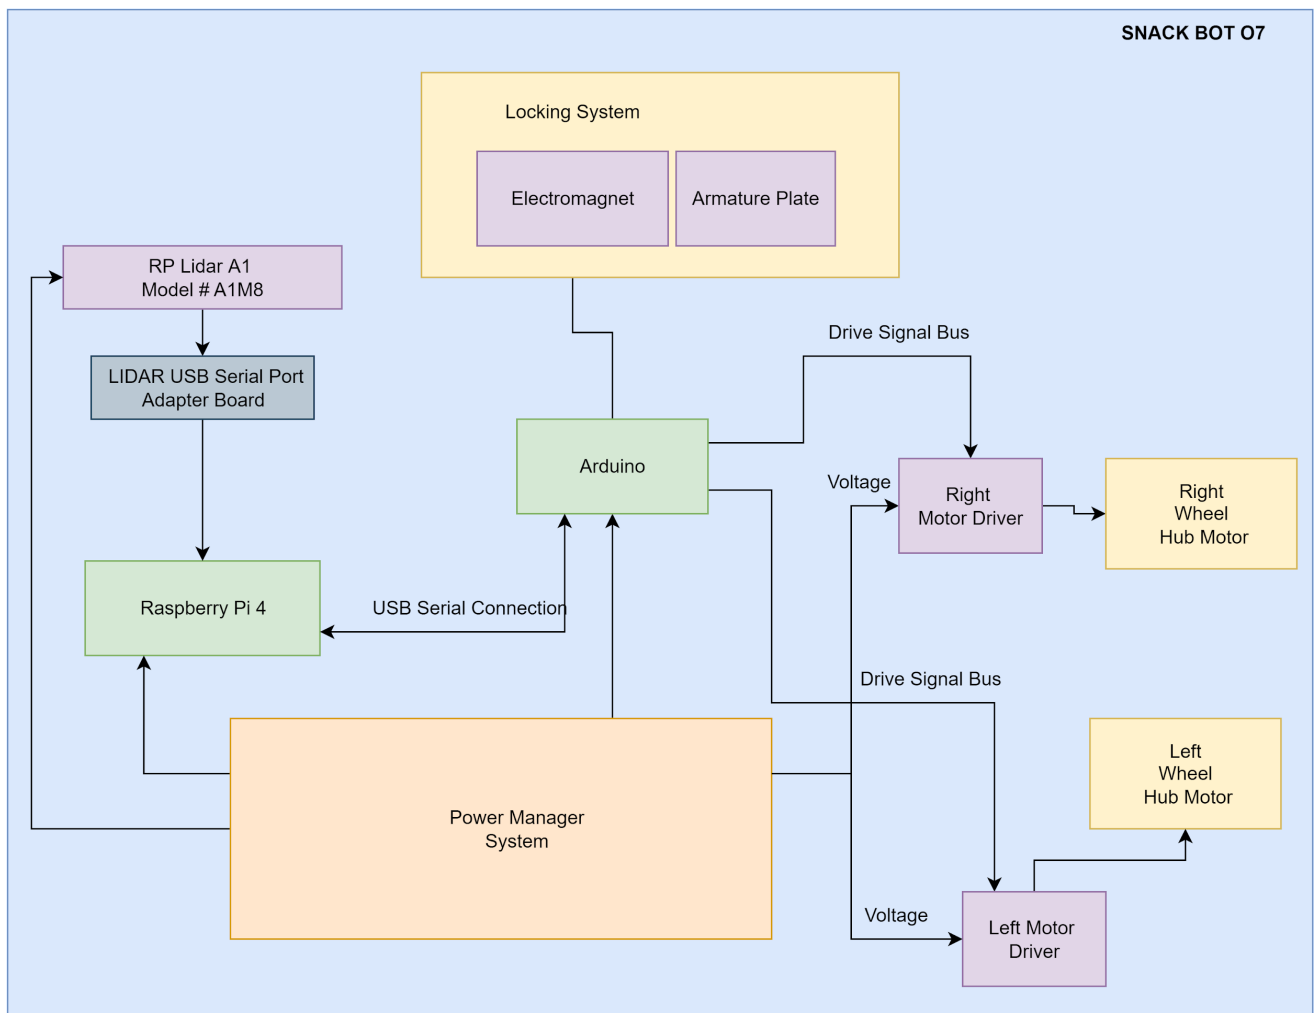 SNACK BOT O7
Locking System
Electromagnet
Armature Plate
RP Lidar A1
Model # A1M8
LIDAR USB Serial Port
Adapter Board
Drive Signal Bus
Arduino
Voltage
Right
Motor Driver
Right
Wheel
Hub Motor
Raspberry Pi 4
USB Serial Connection
Drive Signal Bus
Left
Wheel
Hub Motor
Power Manager
System
Voltage
Left Motor
Driver